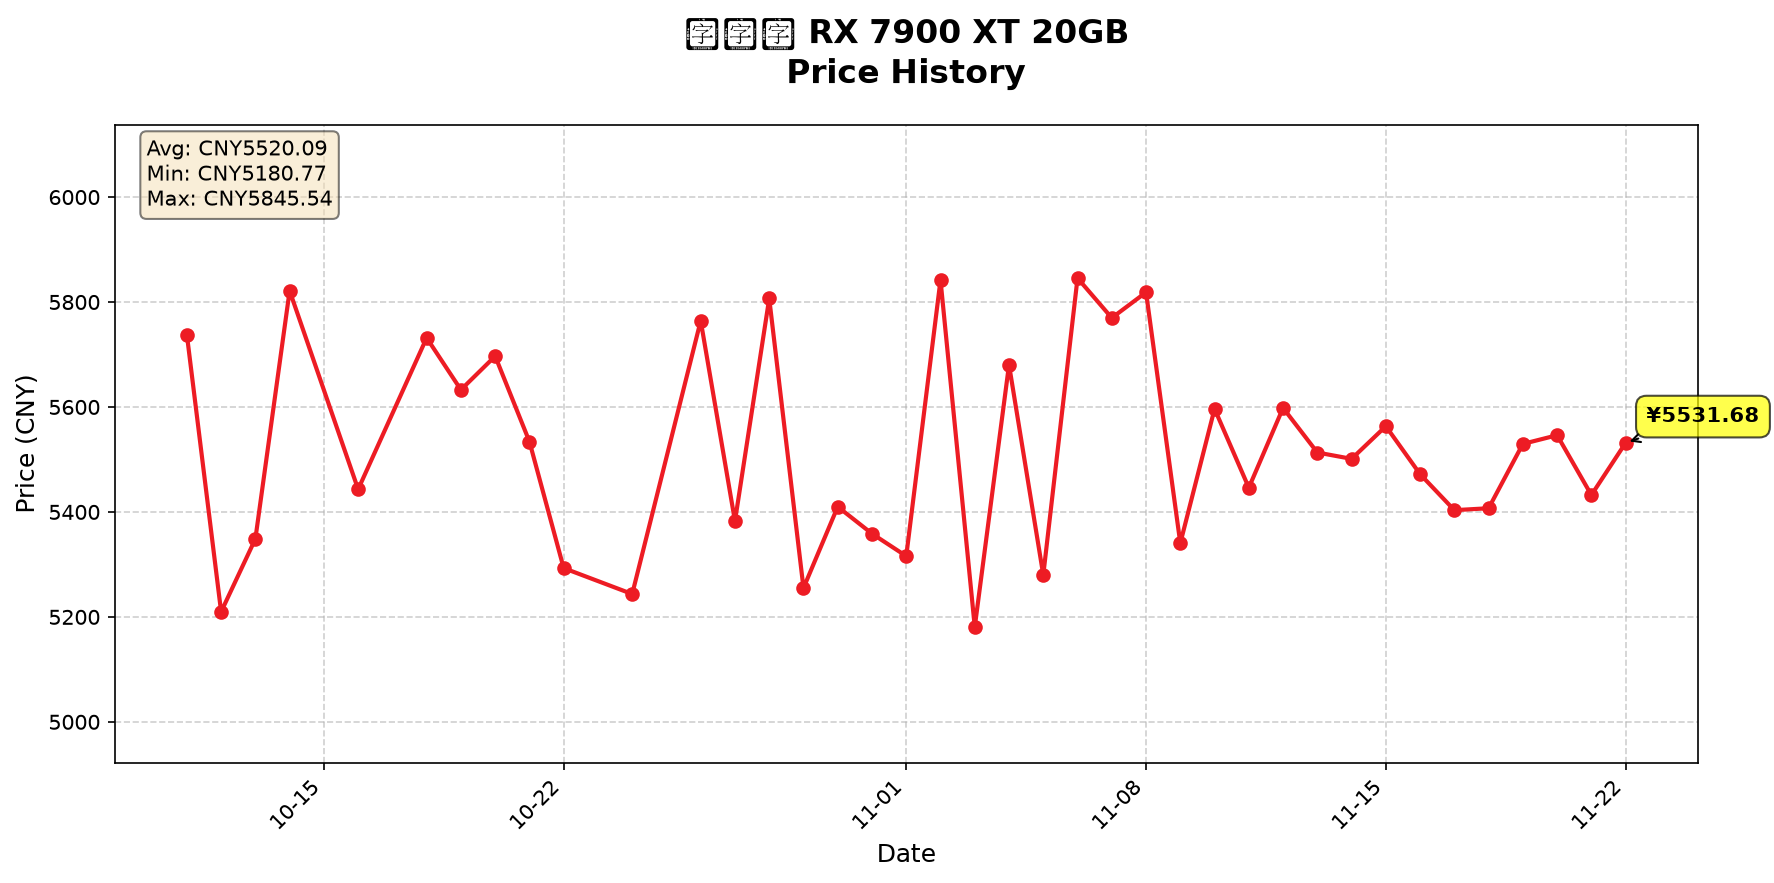 RX 7900 XT 20GB
Price History
Avg: CNY5520.09
Min: CNY5180.77
Max: CNY5845.54
6000
5800
5600
5400
5200
5000
Price (CNY)
¥5531.68
10-15
10-22
11-01
11-08
11-15
11-22
Date